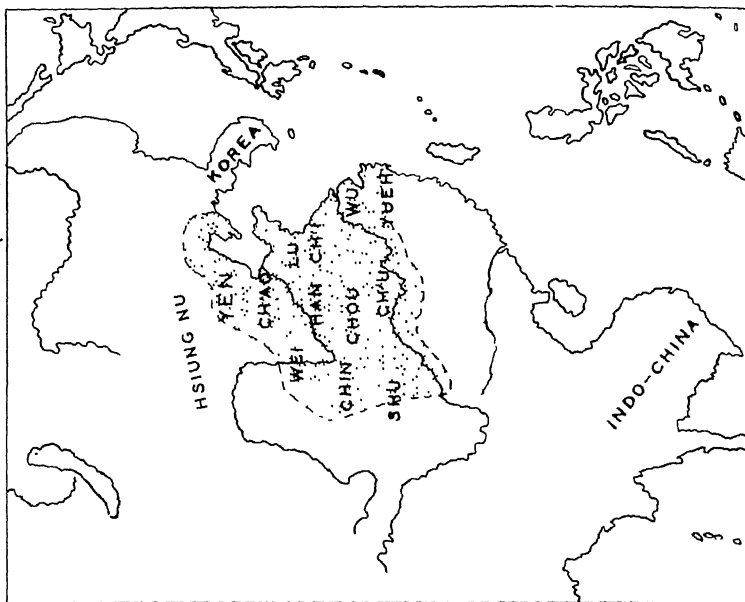 KOREA
HSIUNG NU
YEN
CHAO
LU
CH'I
WU
YUEH
WEI
HAN
CHOU
CH'U
CHIN
SHU
INDO-CHINA